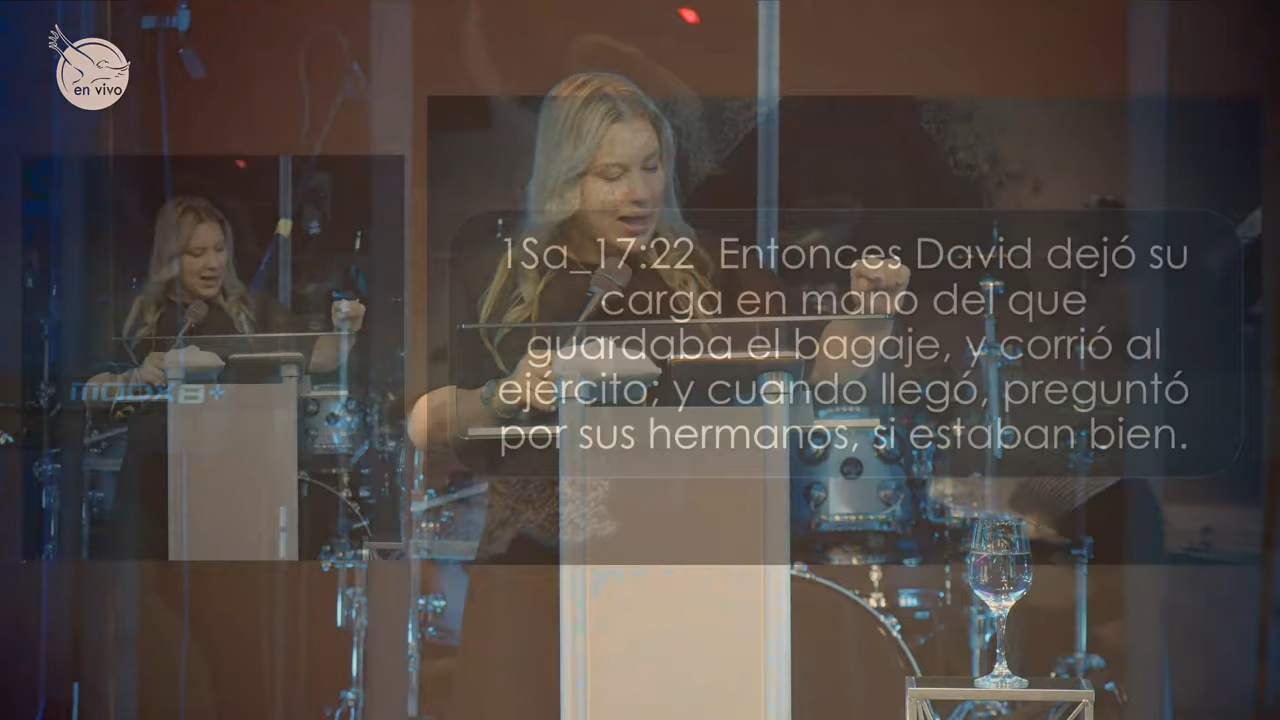 en vivo
1Sa_17:22 Entonces David dejó su
carga en mano del que
guardaba el bagaje, y corrió al
ejército; y cuando llegó, preguntó
por sus hermanos, si estaban bien.
MODX8+